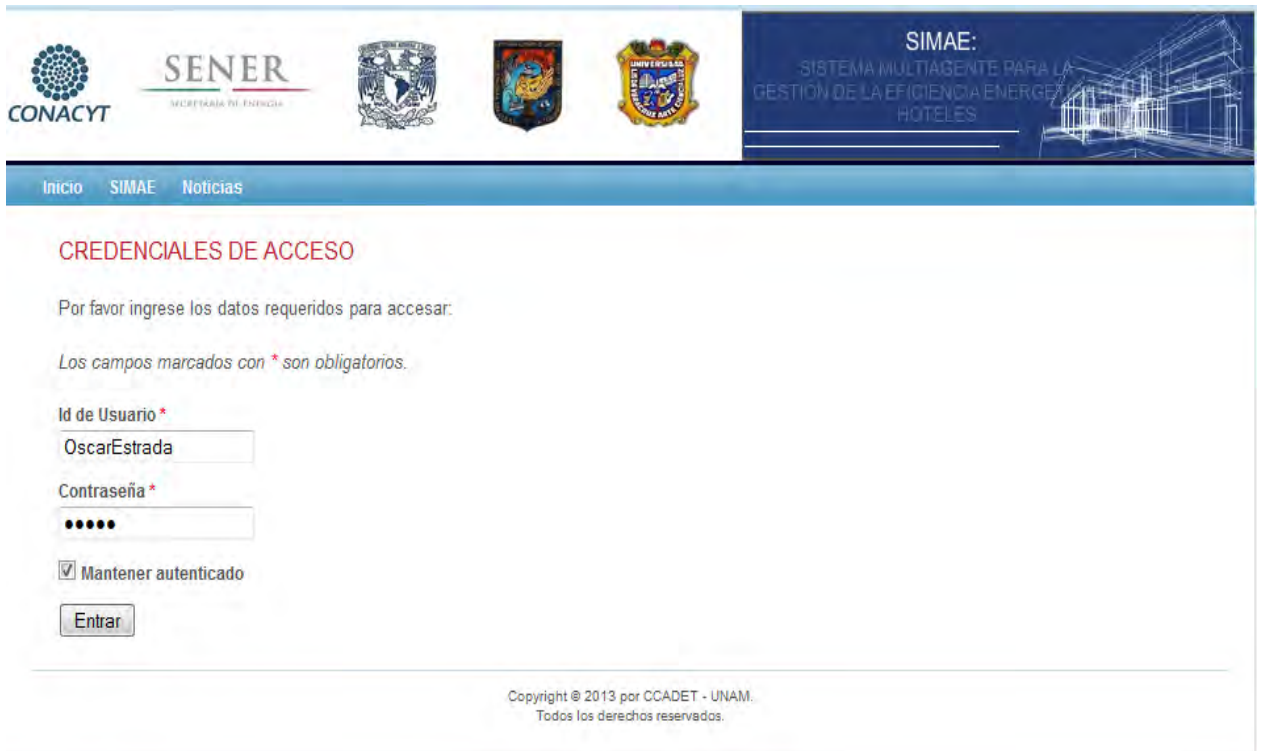 CONACYT
SENER
SECRETARÍA DE ENERGÍA
SIMAE:
SISTEMA MULTIAGENTE PARA LA
GESTIÓN DE LA EFICIENCIA ENERGÉTICA
HOTELES
Inicio SIMAE Noticias
CREDENCIALES DE ACCESO
Por favor ingrese los datos requeridos para accesar:
Los campos marcados con * son obligatorios.
Id de Usuario *
OscarEstrada
Contraseña *
•••••
Mantener autenticado
Entrar
Copyright © 2013 por CCADET - UNAM.
Todos los derechos reservados.